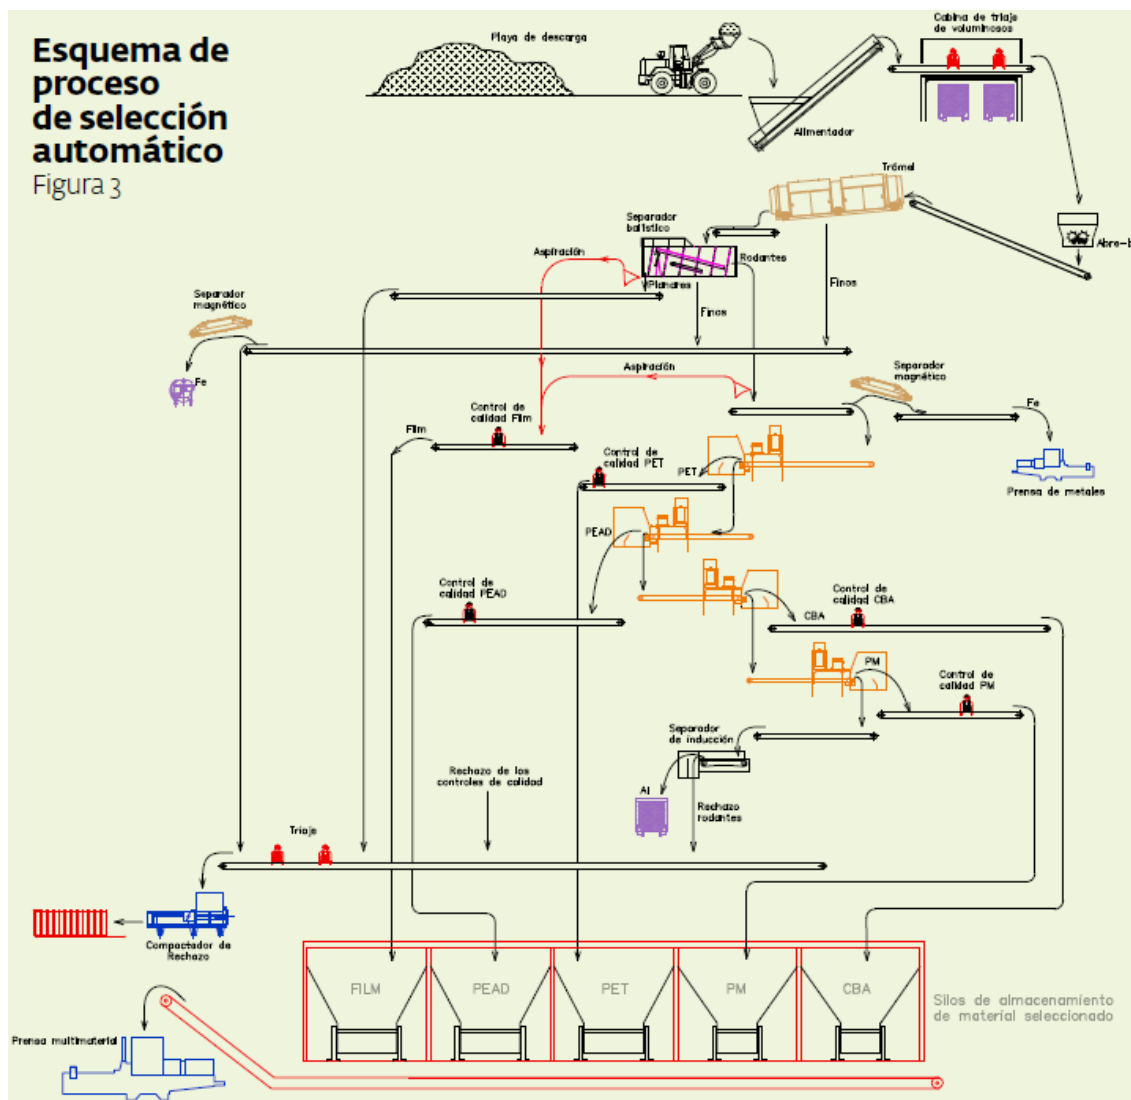 Esquema de
proceso
de selección
automático
Figura 3
Playa de descarga
Cabina de triaje
de voluminosos
Alimentador
Trómel
Abre-b
Separador
balístico
Rodantes
Planares
Aspiración
Finos
Finos
Separador
magnético
Fe
Aspiración
Separador
magnético
Fe
Prensa de metales
Control de
calidad Film
Film
Control de
calidad PET
PET
PEAD
Control de
calidad PEAD
Control de
calidad CBA
CBA
PM
Control de
calidad PM
Separador
de inducción
Al
Rechazo
rodantes
Rechazo de los
controles de calidad
Triaje
Compactador de
Rechazo
FILM
PEAD
PET
PM
CBA
Silos de almacenamiento
de material seleccionado
Prensa multimaterial